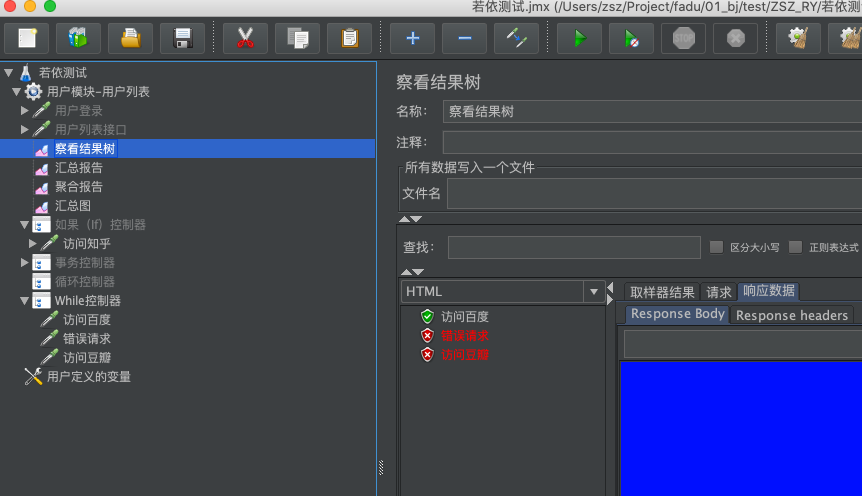 若依测试.jmx (/Users/zsz/Project/fadu/01_bj/test/ZSZ_RY/若依测
STOP
若依测试
用户模块-用户列表
用户登录
用户列表接口
察看结果树
汇总报告
聚合报告
汇总图
如果（If）控制器
访问知乎
事务控制器
循环控制器
While控制器
访问百度
错误请求
访问豆瓣
用户定义的变量
察看结果树
名称：
察看结果树
注释：
所有数据写入一个文件
文件名
查找：
区分大小写
正则表达式
HTML
取样器结果
请求
响应数据
访问百度
错误请求
访问豆瓣
Response Body
Response headers